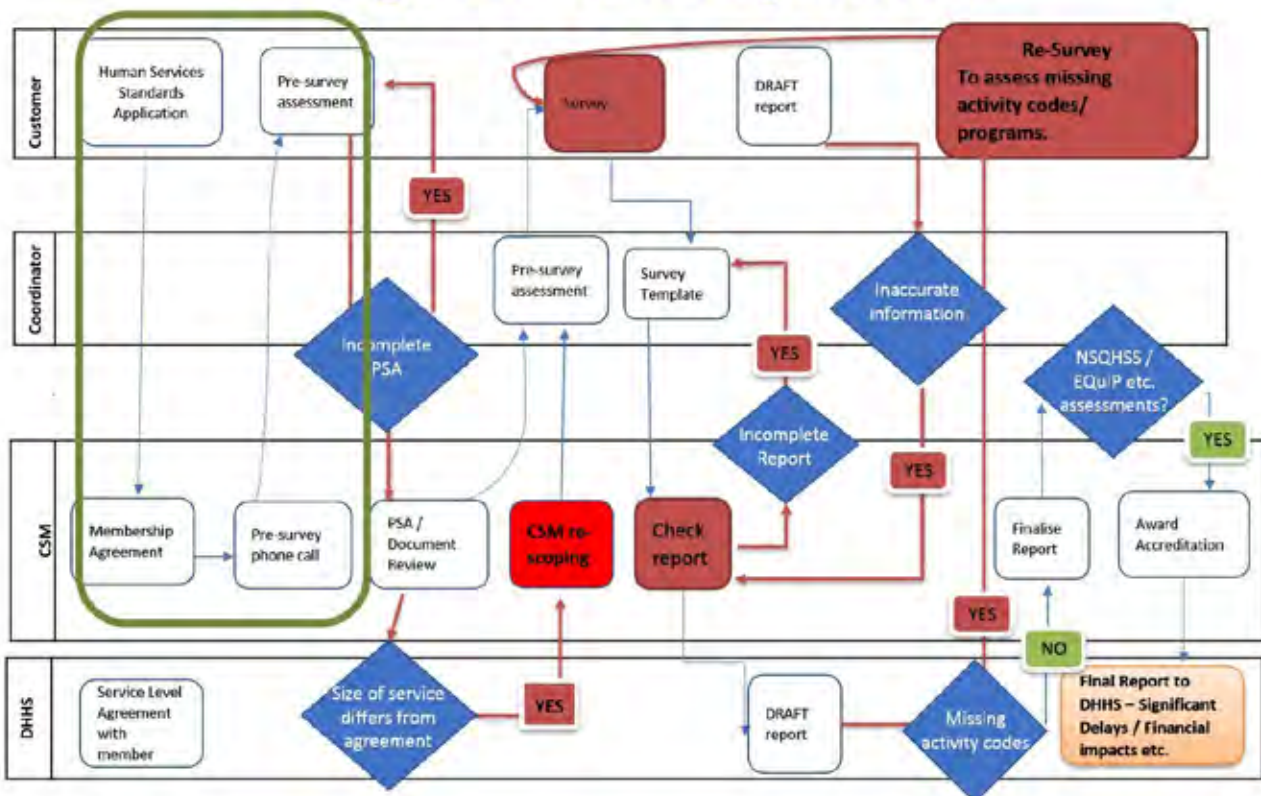 Customer
Human Services
Standards
Application
Pre-survey
assessment
Survey
DRAFT
report
Re-Survey
To assess missing
activity codes/
programs.
YES
Coordinator
Incomplete
PSA
Pre-survey
assessment
Survey
Template
Inaccurate
information
YES
NSQHSS /
EQuIP etc.
assessments?
Incomplete
Report
YES
YES
CSM
Membership
Agreement
Pre-survey
phone call
PSA /
Document
Review
CSM re-
scoping
Check
report
Finalise
Report
Award
Accreditation
YES
NO
DHHS
Service Level
Agreement
with
member
Size of service
differs from
agreement
YES
DRAFT
report
Missing
activity codes
Final Report to
DHHS – Significant
Delays / Financial
impacts etc.